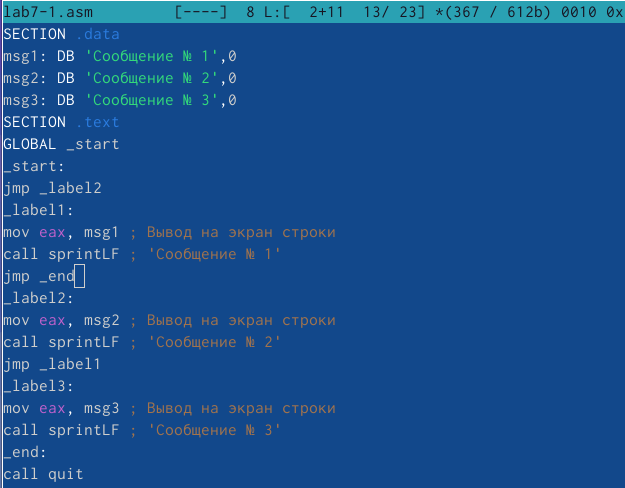 lab7-1.asm [----] 8 L:[ 2+11 13/ 23] *(367 / 612b) 0010 0x
SECTION .data
msg1: DB 'Сообщение № 1',0
msg2: DB 'Сообщение № 2',0
msg3: DB 'Сообщение № 3',0
SECTION .text
GLOBAL _start
_start:
jmp _label2
_label1:
mov eax, msg1 ; Вывод на экран строки
call sprintLF ; 'Сообщение № 1'
jmp _end
_label2:
mov eax, msg2 ; Вывод на экран строки
call sprintLF ; 'Сообщение № 2'
jmp _label1
_label3:
mov eax, msg3 ; Вывод на экран строки
call sprintLF ; 'Сообщение № 3'
_end:
call quit